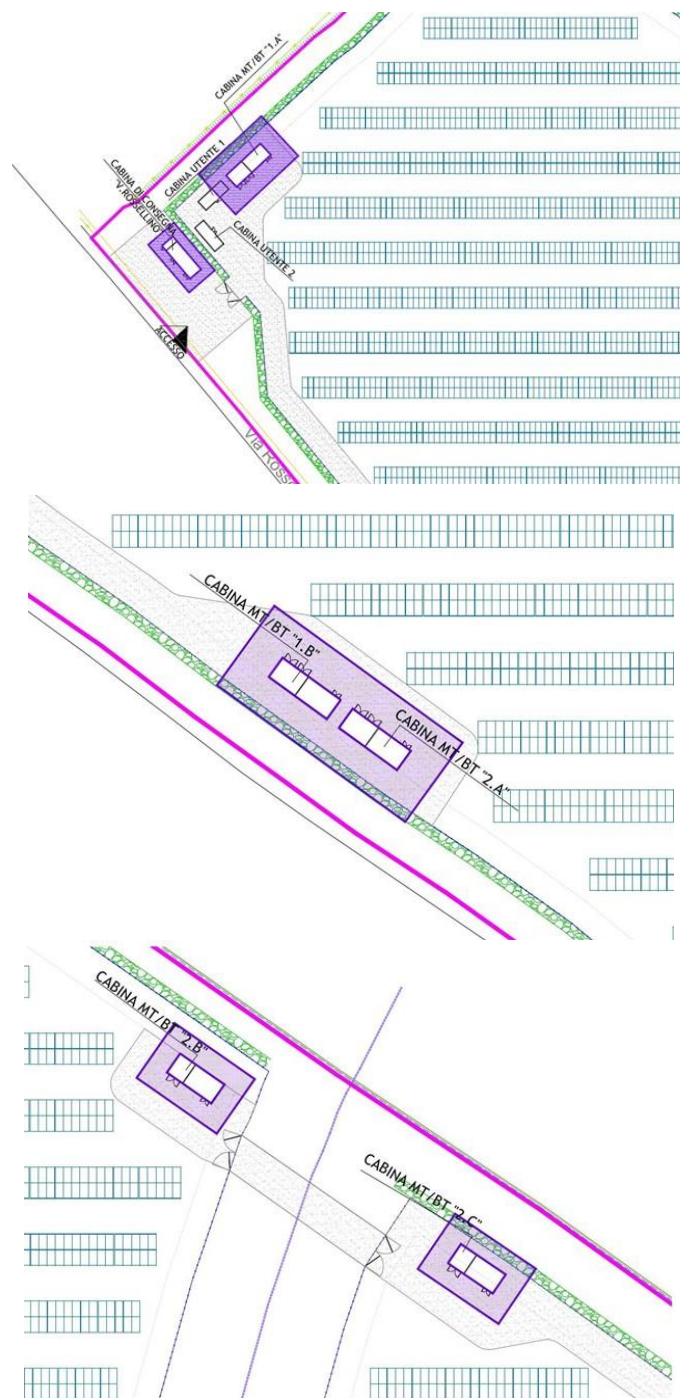 CABINA MT/BT "1.A"
CABINA UTENTE 1
CABINA DI CONSEGNA
"V.ROSSELLINO"
CABINA UTENTE 2
ACCESSO
Via Ross
CABINA MT/BT "1.B"
CABINA MT/BT "2.A"
CABINA MT/BT "2.B"
CABINA MT/BT "2.C"